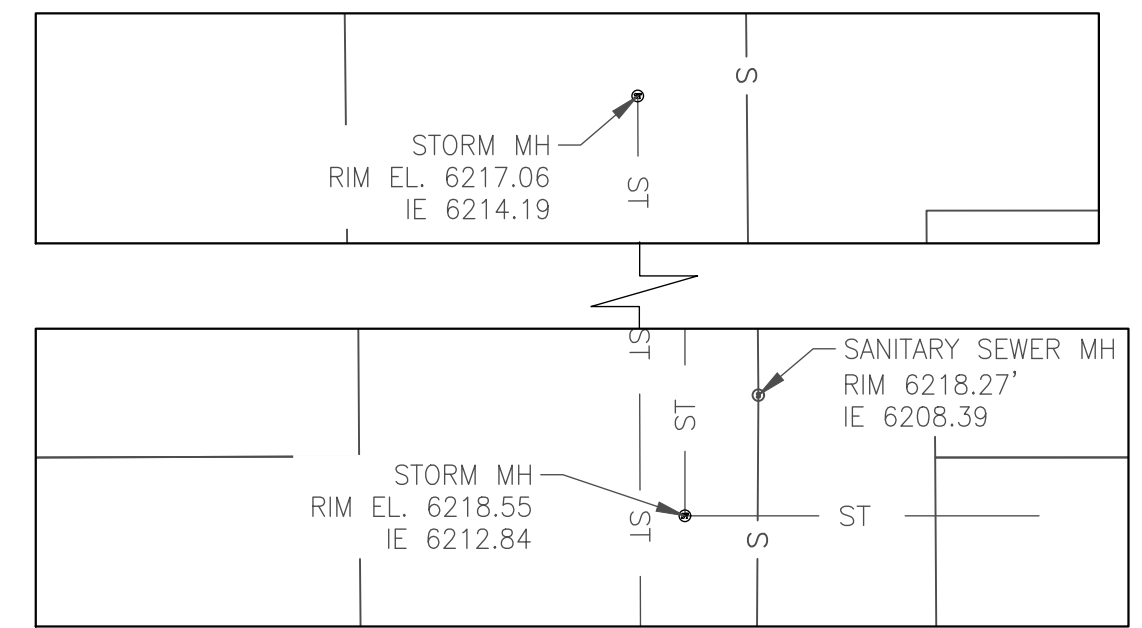 S
STORM MH
RIM EL. 6217.06
IE 6214.19
ST
ST
SANITARY SEWER MH
RIM 6218.27'
IE 6208.39
ST
STORM MH
RIM EL. 6218.55
IE 6212.84
ST
ST
S